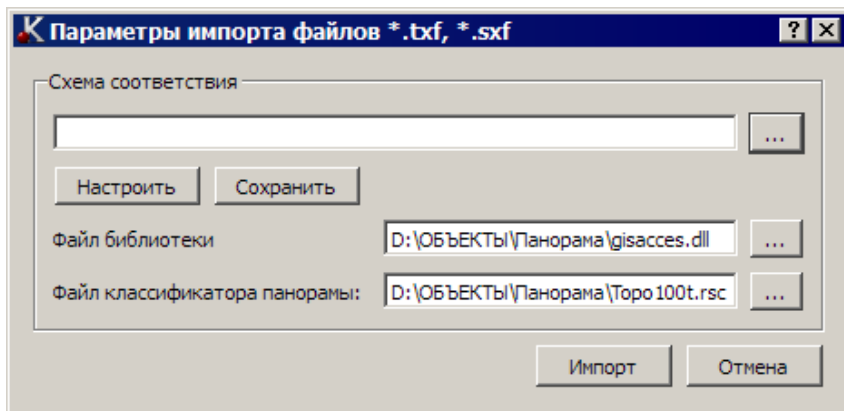 Параметры импорта файлов *.txf, *.sxf
Схема соответствия
...
Настроить Сохранить
Файл библиотеки D:\ОБЪЕКТЫ\Панорама\gisacces.dll ...
Файл классификатора панорамы: D:\ОБЪЕКТЫ\Панорама\Topo100t.rsc ...
Импорт Отмена